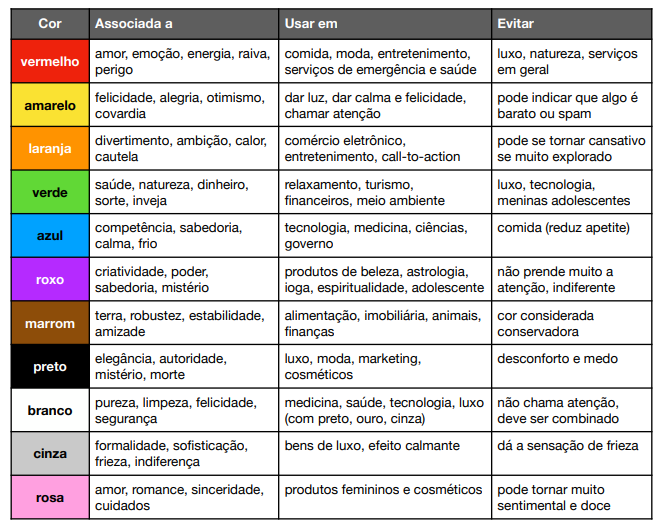 Cor Associada a Usar em Evitar
vermelho amor, emoção, energia, raiva, perigo comida, moda, entretenimento, serviços de emergência e saúde luxo, natureza, serviços em geral
amarelo felicidade, alegria, otimismo, covardia dar luz, dar calma e felicidade, chamar atenção pode indicar que algo é barato ou spam
laranja divertimento, ambição, calor, cautela comércio eletrônico, entretenimento, call-to-action pode se tornar cansativo se muito explorado
verde saúde, natureza, dinheiro, sorte, inveja relaxamento, turismo, financeiros, meio ambiente luxo, tecnologia, meninas adolescentes
azul competência, sabedoria, calma, frio tecnologia, medicina, ciências, governo comida (reduz apetite)
roxo criatividade, poder, sabedoria, mistério produtos de beleza, astrologia, ioga, espiritualidade, adolescente não prende muito a atenção, indiferente
marrom terra, robustez, estabilidade, amizade alimentação, imobiliária, animais, finanças cor considerada conservadora
preto elegância, autoridade, mistério, morte luxo, moda, marketing, cosméticos desconforto e medo
branco pureza, limpeza, felicidade, segurança medicina, saúde, tecnologia, luxo (com preto, ouro, cinza) não chama atenção, deve ser combinado
cinza formalidade, sofisticação, frieza, indiferença bens de luxo, efeito calmante dá a sensação de frieza
rosa amor, romance, sinceridade, cuidados produtos femininos e cosméticos pode tornar muito sentimental e doce